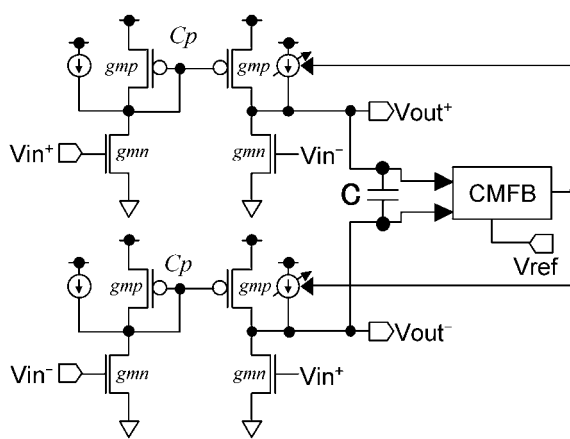 Cp
gmp
gmp
Vout⁺
Vin⁺
gmn
gmn
Vin⁻
C
CMFB
Vref
Cp
gmp
gmp
Vout⁻
Vin⁻
gmn
gmn
Vin⁺